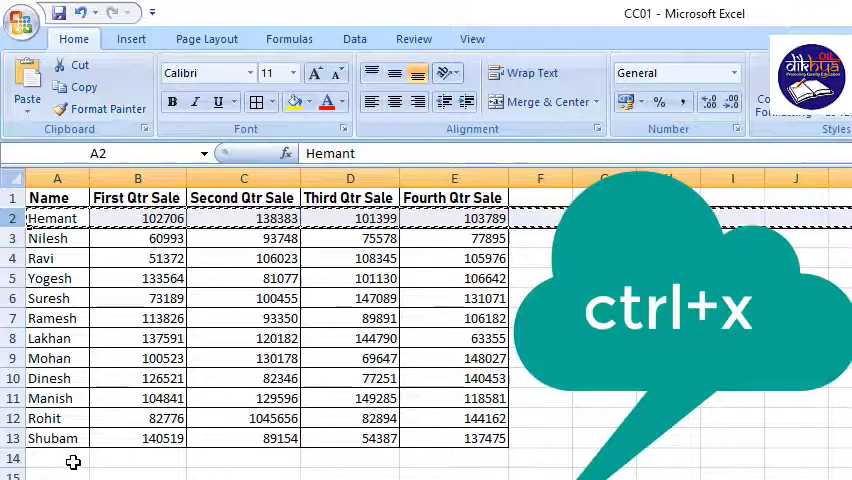 CC01 - Microsoft Excel
Home Insert Page Layout Formulas Data Review View
Cut
Copy
Format Painter
Paste
Calibri 11
B I U
Wrap Text
Merge & Center
General
% ,
Clipboard Font Alignment Number Styles
OIL
dikhya
Promoting Quality Education
A2 fx Hemant
A B C D E F I J
1 Name First Qtr Sale Second Qtr Sale Third Qtr Sale Fourth Qtr Sale
2 Hemant 102706 138383 101399 103789
3 Nilesh 60993 93748 75578 77895
4 Ravi 51372 106023 108345 105976
5 Yogesh 133564 81077 101130 106642
6 Suresh 73189 100455 147089 131071
7 Ramesh 113826 93350 89891 106182
8 Lakhan 137591 120182 144790 63355
9 Mohan 100523 130178 69647 148027
10 Dinesh 126521 82346 77251 140453
11 Manish 104841 129596 149285 118581
12 Rohit 82776 1045656 82894 144162
13 Shubam 140519 89154 54387 137475
14
15
ctrl+x